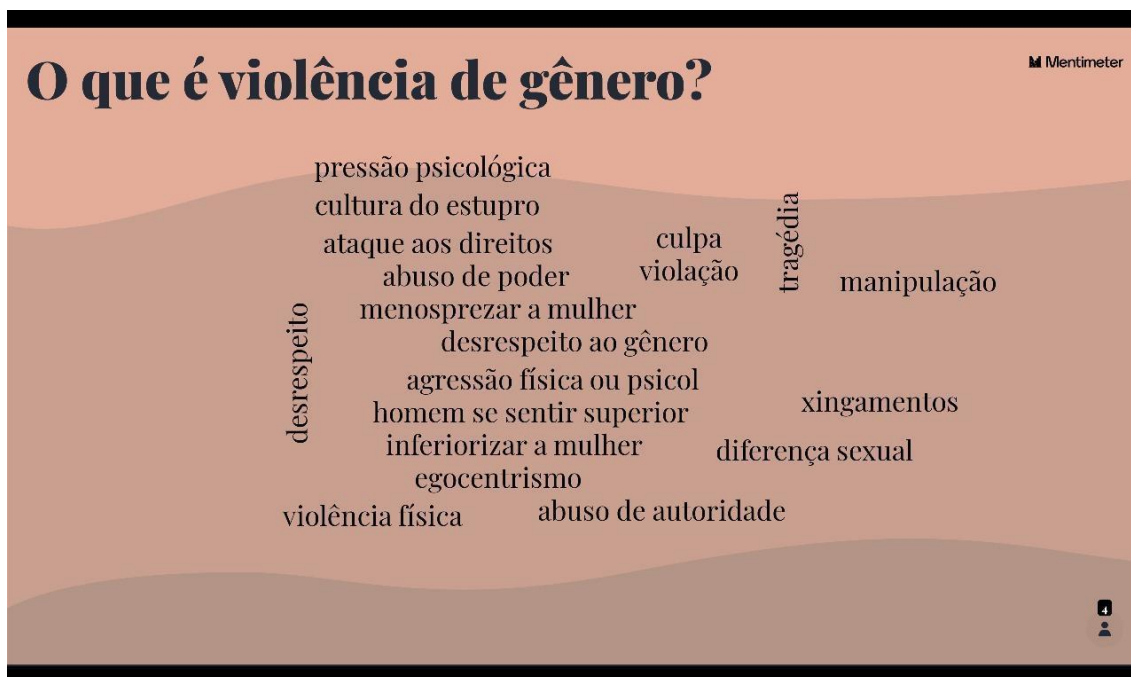 O que é violência de gênero?
Mentimeter
pressão psicológica
cultura do estupro
ataque aos direitos
culpa
tragédia
abuso de poder
violação
manipulação
menosprezar a mulher
desrespeito
desrespeito ao gênero
agressão física ou psicol
homem se sentir superior
xingamentos
inferiorizar a mulher
diferença sexual
egocentrismo
violência física
abuso de autoridade
4